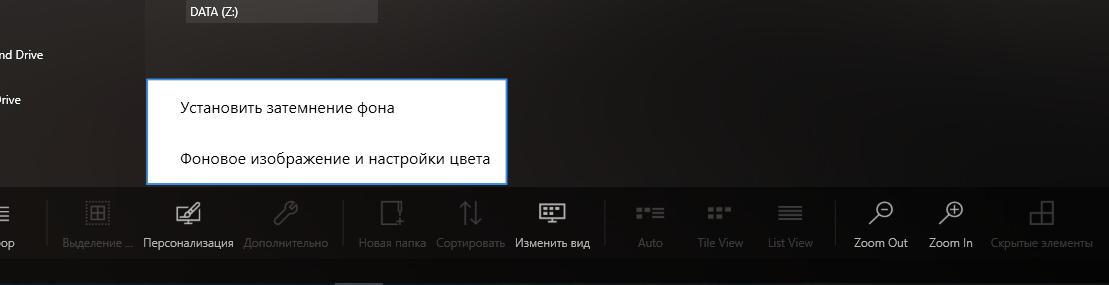 DATA (Z:)
nd Drive
Drive
Установить затемнение фона
Фоновое изображение и настройки цвета
ор
Выделение ...
Персонализация
Дополнительно
Новая папка
Сортировать
Изменить вид
Auto
Tile View
List View
Zoom Out
Zoom In
Скрытые элементы